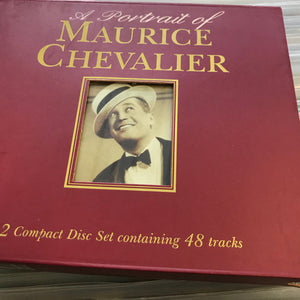 A Portrait of
MAURICE
CHEVALIER
2 Compact Disc Set containing 48 tracks